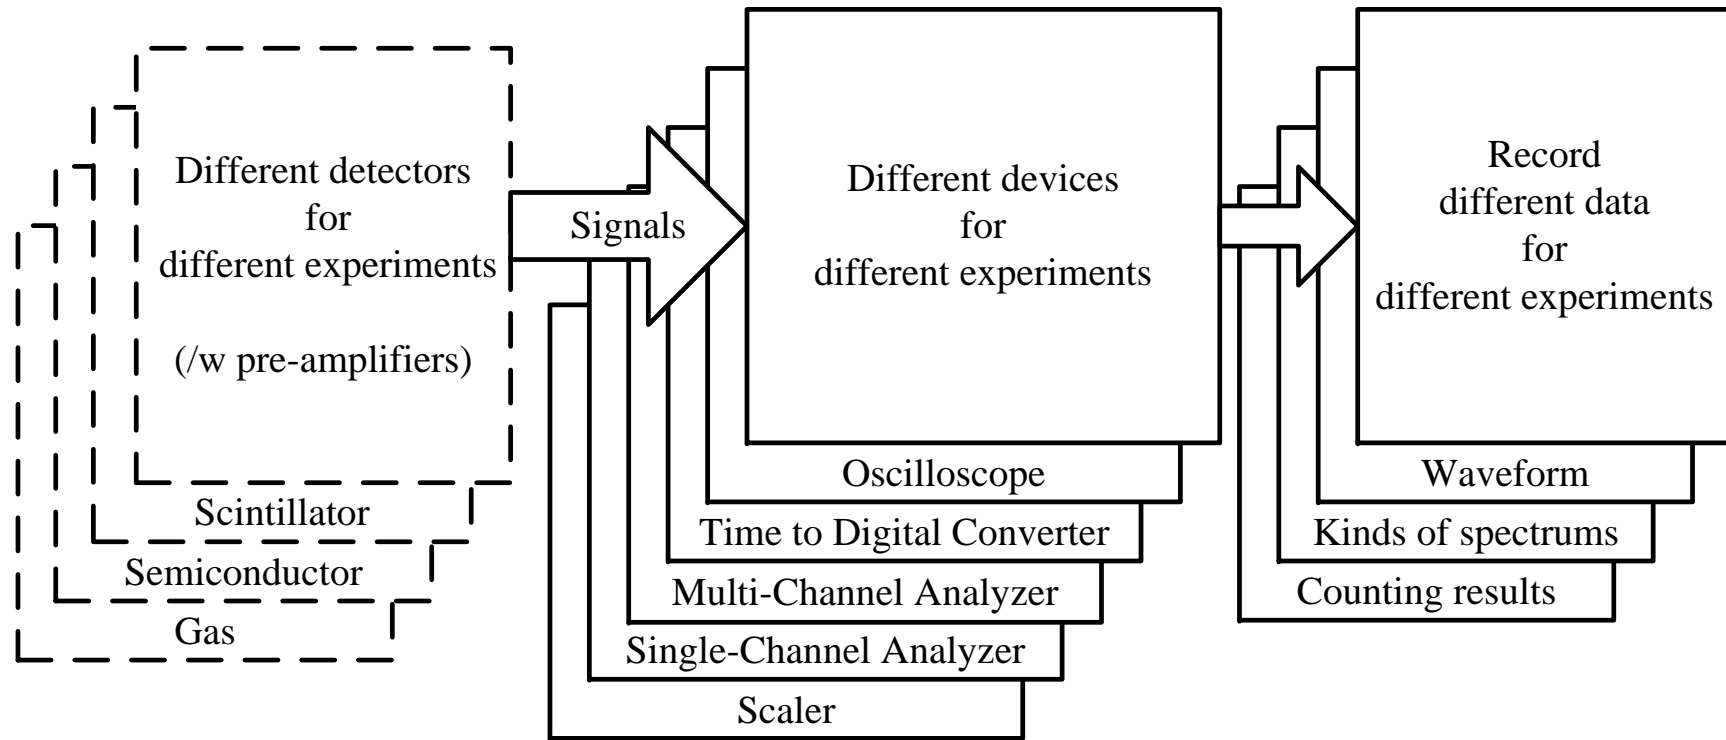 Different detectors
for
different experiments
(/w pre-amplifiers)
Scintillator
Semiconductor
Gas
Signals
Different devices
for
different experiments
Oscilloscope
Time to Digital Converter
Multi-Channel Analyzer
Single-Channel Analyzer
Scaler
Record
different data
for
different experiments
Waveform
Kinds of spectrums
Counting results